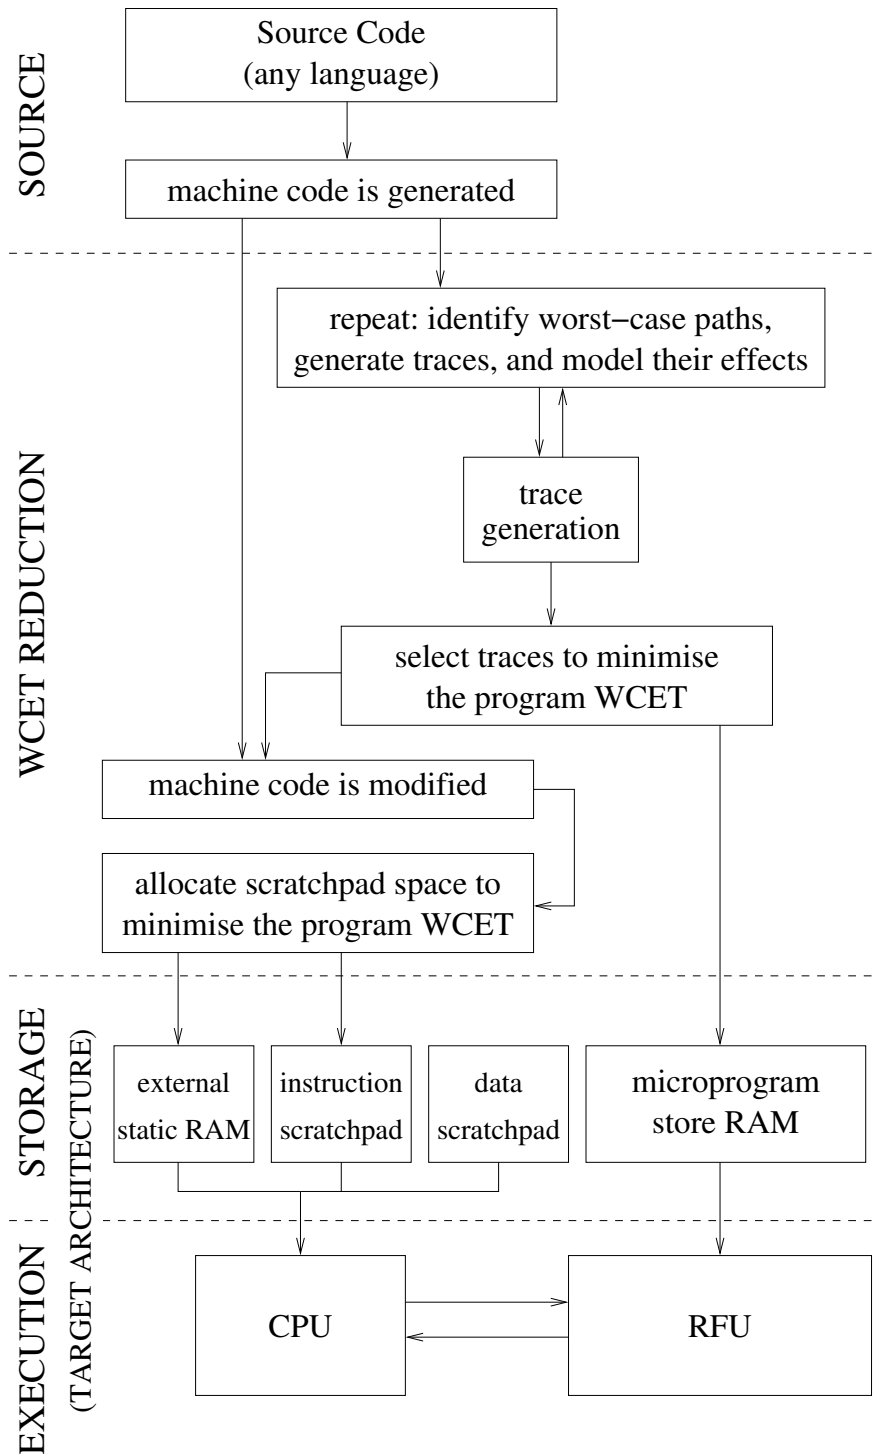 SOURCE
Source Code
(any language)
machine code is generated
WCET REDUCTION
repeat: identify worst−case paths,
generate traces, and model their effects
trace
generation
select traces to minimise
the program WCET
machine code is modified
allocate scratchpad space to
minimise the program WCET
STORAGE
(TARGET ARCHITECTURE)
external
static RAM
instruction
scratchpad
data
scratchpad
microprogram
store RAM
EXECUTION
CPU
RFU